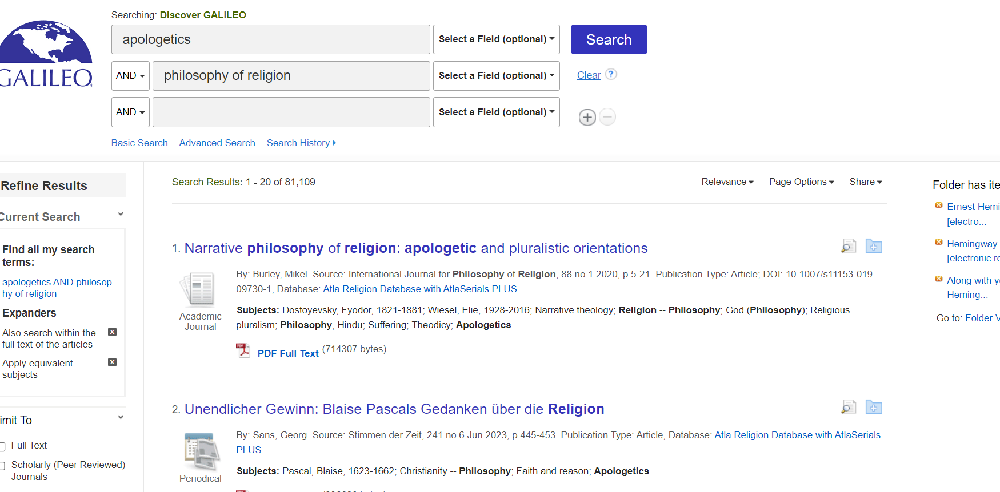 Searching: Discover GALILEO
apologetics
Select a Field (optional)
Search
AND
philosophy of religion
Select a Field (optional)
Clear
?
GALILEO®
AND
Select a Field (optional)
Basic Search Advanced Search Search History
Refine Results
Current Search
Find all my search
terms:
apologetics AND philosop
hy of religion
Expanders
Also search within the
full text of the articles
Apply equivalent
subjects
imit To
Full Text
Scholarly (Peer Reviewed)
Journals
Search Results: 1 - 20 of 81,109
Relevance Page Options Share
1. Narrative philosophy of religion: apologetic and pluralistic orientations
By: Burley, Mikel. Source: International Journal for Philosophy of Religion, 88 no 1 2020, p 5-21. Publication Type: Article; DOI: 10.1007/s11153-019-
09730-1, Database: Atla Religion Database with AtlaSerials PLUS
Academic
Journal
Subjects: Dostoyevsky, Fyodor, 1821-1881; Wiesel, Elie, 1928-2016; Narrative theology; Religion -- Philosophy; God (Philosophy); Religious
pluralism; Philosophy, Hindu; Suffering; Theodicy; Apologetics
PDF Full Text (714307 bytes)
2. Unendlicher Gewinn: Blaise Pascals Gedanken über die Religion
By: Sans, Georg. Source: Stimmen der Zeit, 241 no 6 Jun 2023, p 445-453. Publication Type: Article, Database: Atla Religion Database with AtlaSerials
PLUS
Periodical
Subjects: Pascal, Blaise, 1623-1662; Christianity -- Philosophy; Faith and reason; Apologetics
Folder has ite
Ernest Hemi
[electro...
Hemingway
[electronic re
Along with y
Heming...
Go to: Folder V